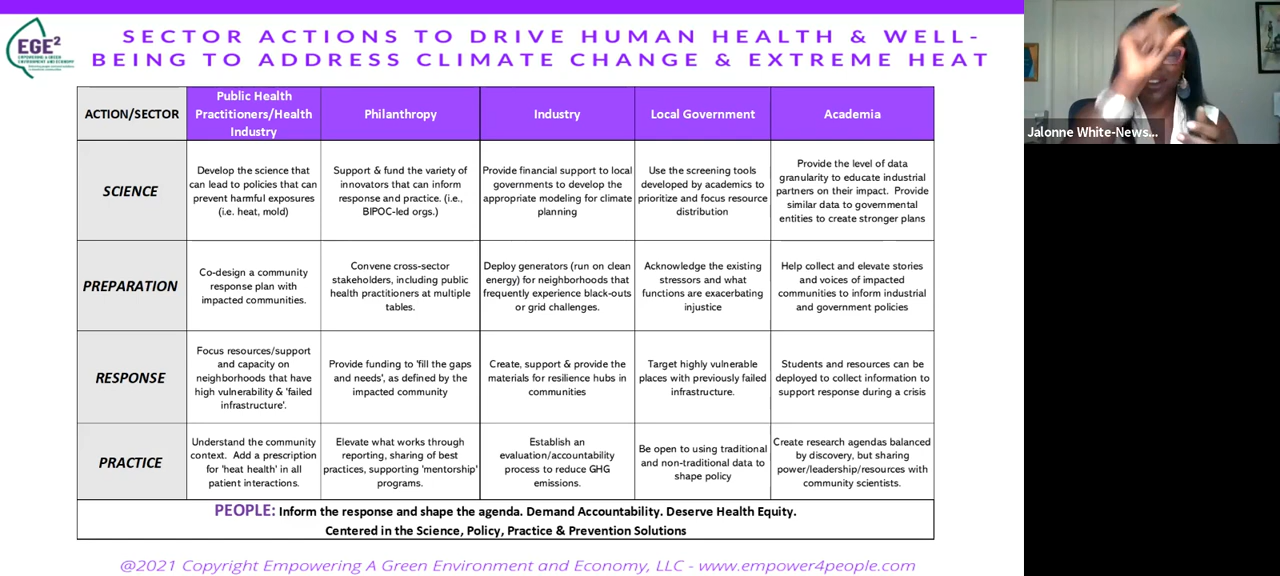 EGE²
EMPOWERING A GREEN
ENVIRONMENT AND ECONOMY
SECTOR ACTIONS TO DRIVE HUMAN HEALTH & WELL-
BEING TO ADDRESS CLIMATE CHANGE & EXTREME HEAT
Jalonne White-News...
ACTION/SECTOR
Public Health
Practitioners/Health
Industry
Philanthropy
Industry
Local Government
Academia
SCIENCE
Develop the science that
can lead to policies that can
prevent harmful exposures
(i.e. heat, mold)
Support & fund the variety of
innovators that can inform
response and practice. (i.e.,
BIPOC-led orgs.)
Provide financial support to local
governments to develop the
appropriate modeling for climate
planning
Use the screening tools
developed by academics to
prioritize and focus resource
distribution
Provide the level of data
granularity to educate industrial
partners on their impact. Provide
similar data to governmental
entities to create stronger plans
PREPARATION
Co-design a community
response plan with
impacted communities.
Convene cross-sector
stakeholders, including public
health practitioners at multiple
tables.
Deploy generators (run on clean
energy) for neighborhoods that
frequently experience black-outs
or grid challenges.
Acknowledge the existing
stressors and what
functions are exacerbating
injustice
Help collect and elevate stories
and voices of impacted
communities to inform industrial
and government policies
RESPONSE
Focus resources/support
and capacity on
neighborhoods that have
high vulnerability & 'failed
infrastructure'.
Provide funding to 'fill the gaps
and needs', as defined by the
impacted community
Create, support & provide the
materials for resilience hubs in
communities
Target highly vulnerable
places with previously failed
infrastructure.
Students and resources can be
deployed to collect information to
support response during a crisis
PRACTICE
Understand the community
context. Add a prescription
for 'heat health' in all
patient interactions.
Elevate what works through
reporting, sharing of best
practices, supporting 'mentorship'
programs.
Establish an
evaluation/accountability
process to reduce GHG
emissions.
Be open to using traditional
and non-traditional data to
shape policy
Create research agendas balanced
by discovery, but sharing
power/leadership/resources with
community scientists.
PEOPLE: Inform the response and shape the agenda. Demand Accountability. Deserve Health Equity.
Centered in the Science, Policy, Practice & Prevention Solutions
@2021 Copyright Empowering A Green Environment and Economy, LLC - www.empower4people.com